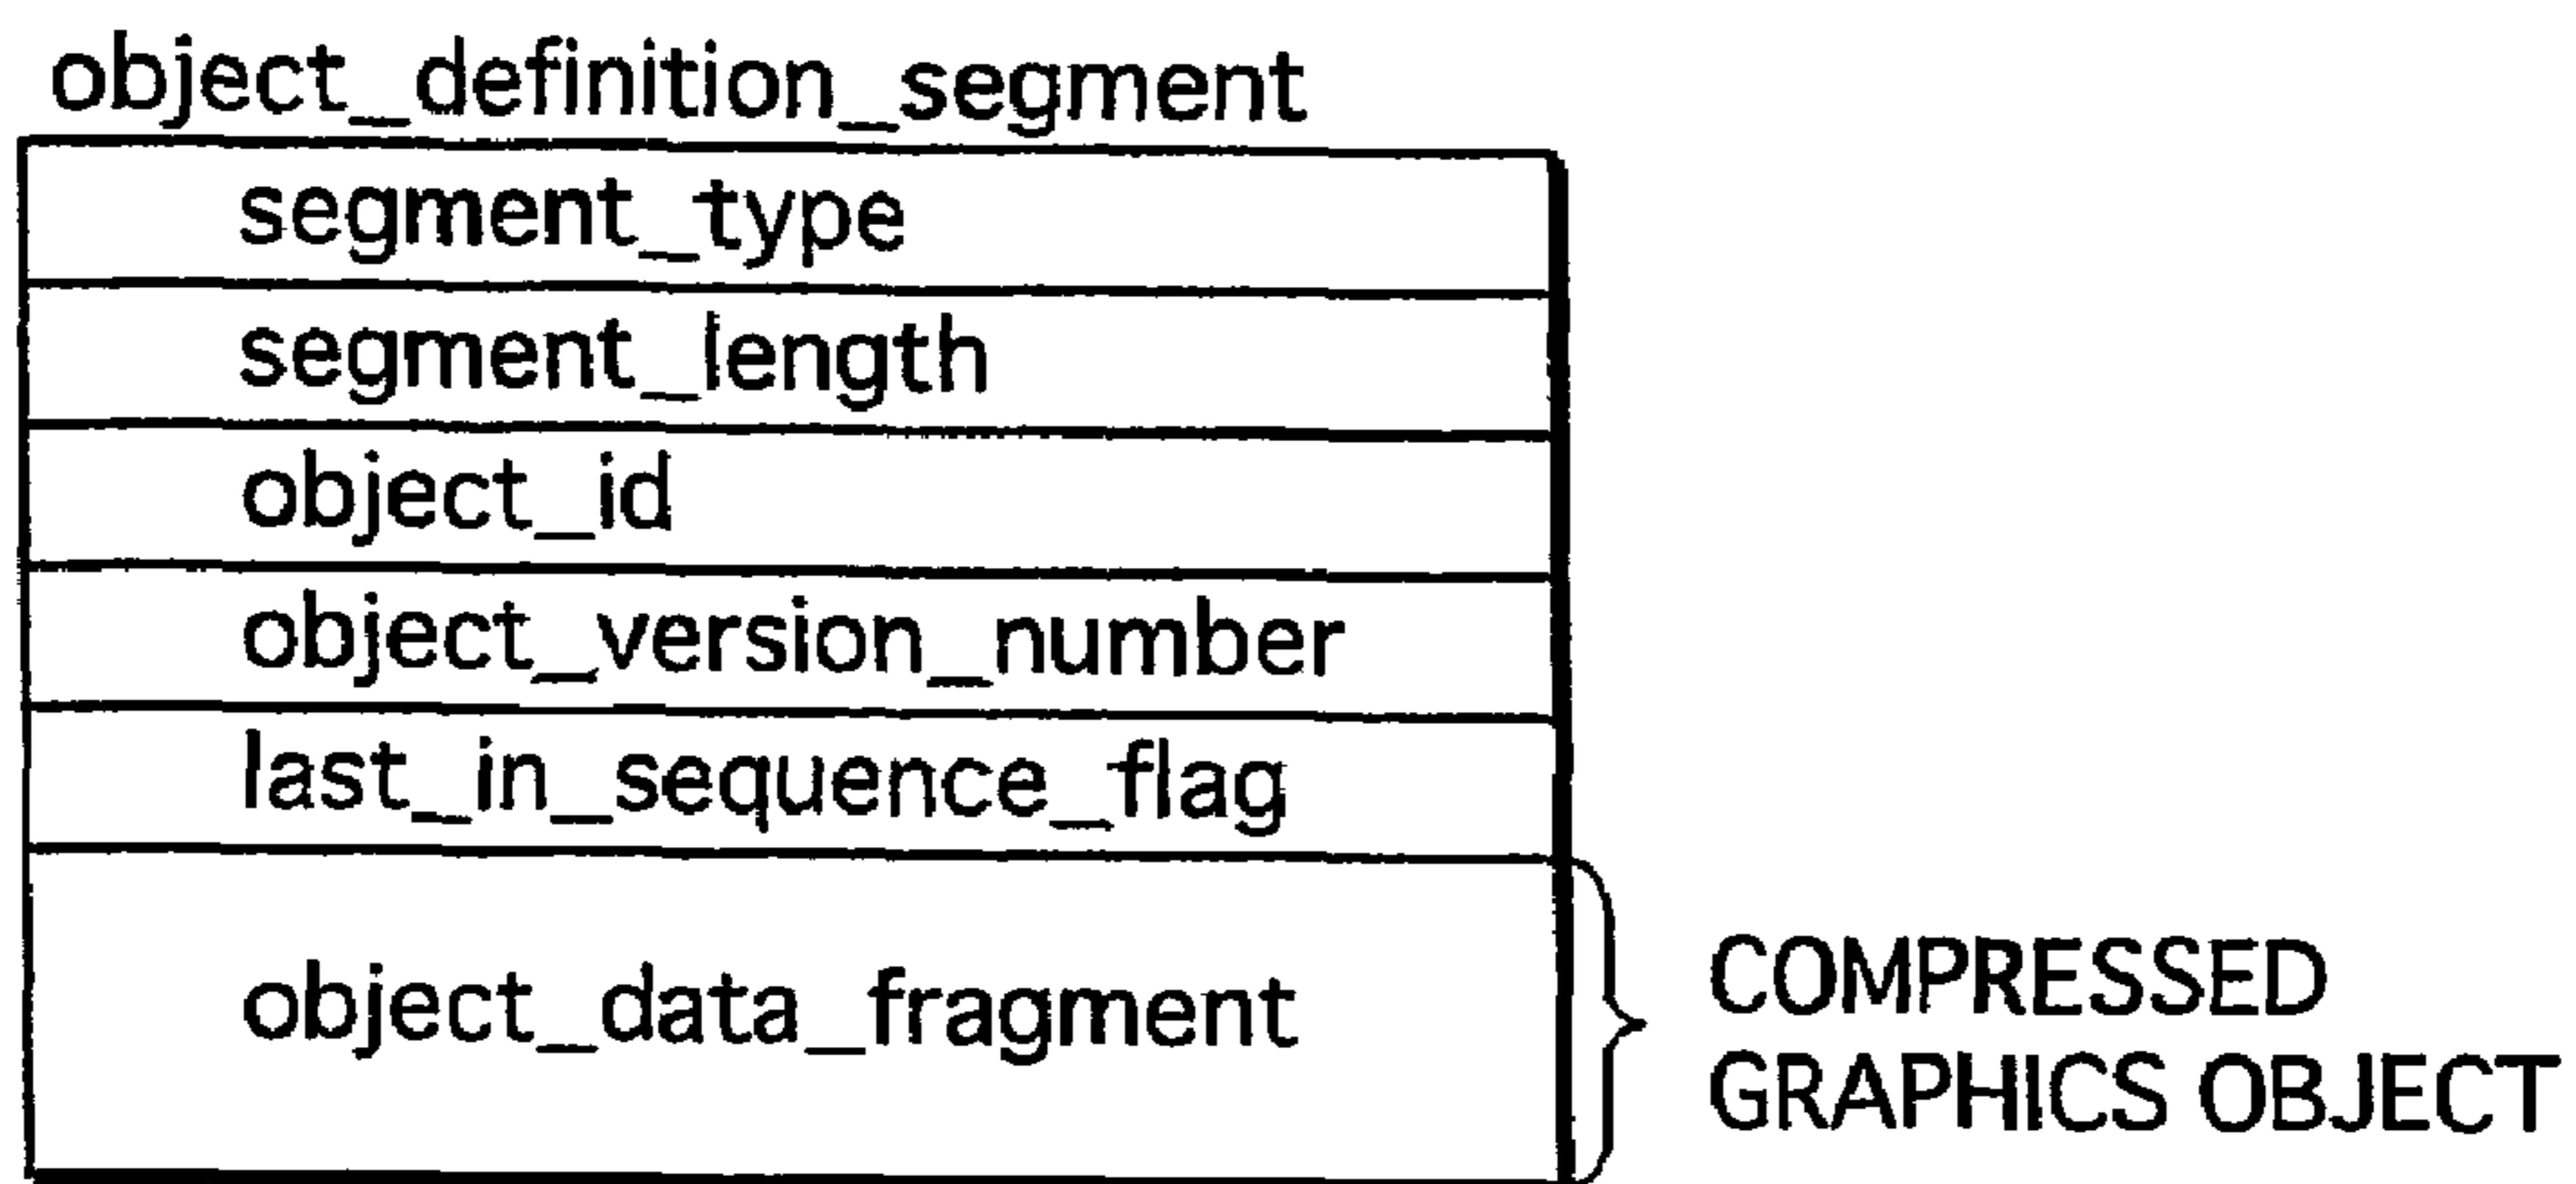 object_definition_segment
segment_type
segment_length
object_id
object_version_number
last_in_sequence_flag
object_data_fragment
COMPRESSED
GRAPHICS OBJECT